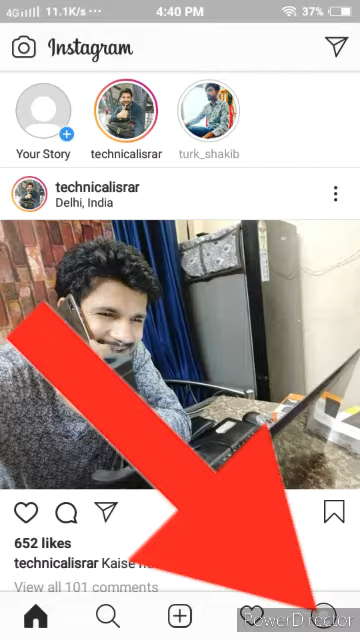 4G 11.1K/s ··· 4:40 PM 37%
Instagram
Your Story technicalisrar turk_shakib
technicalisrar
Delhi, India
652 likes
technicalisrar Kaise
View all 101 comments
PowerDirector